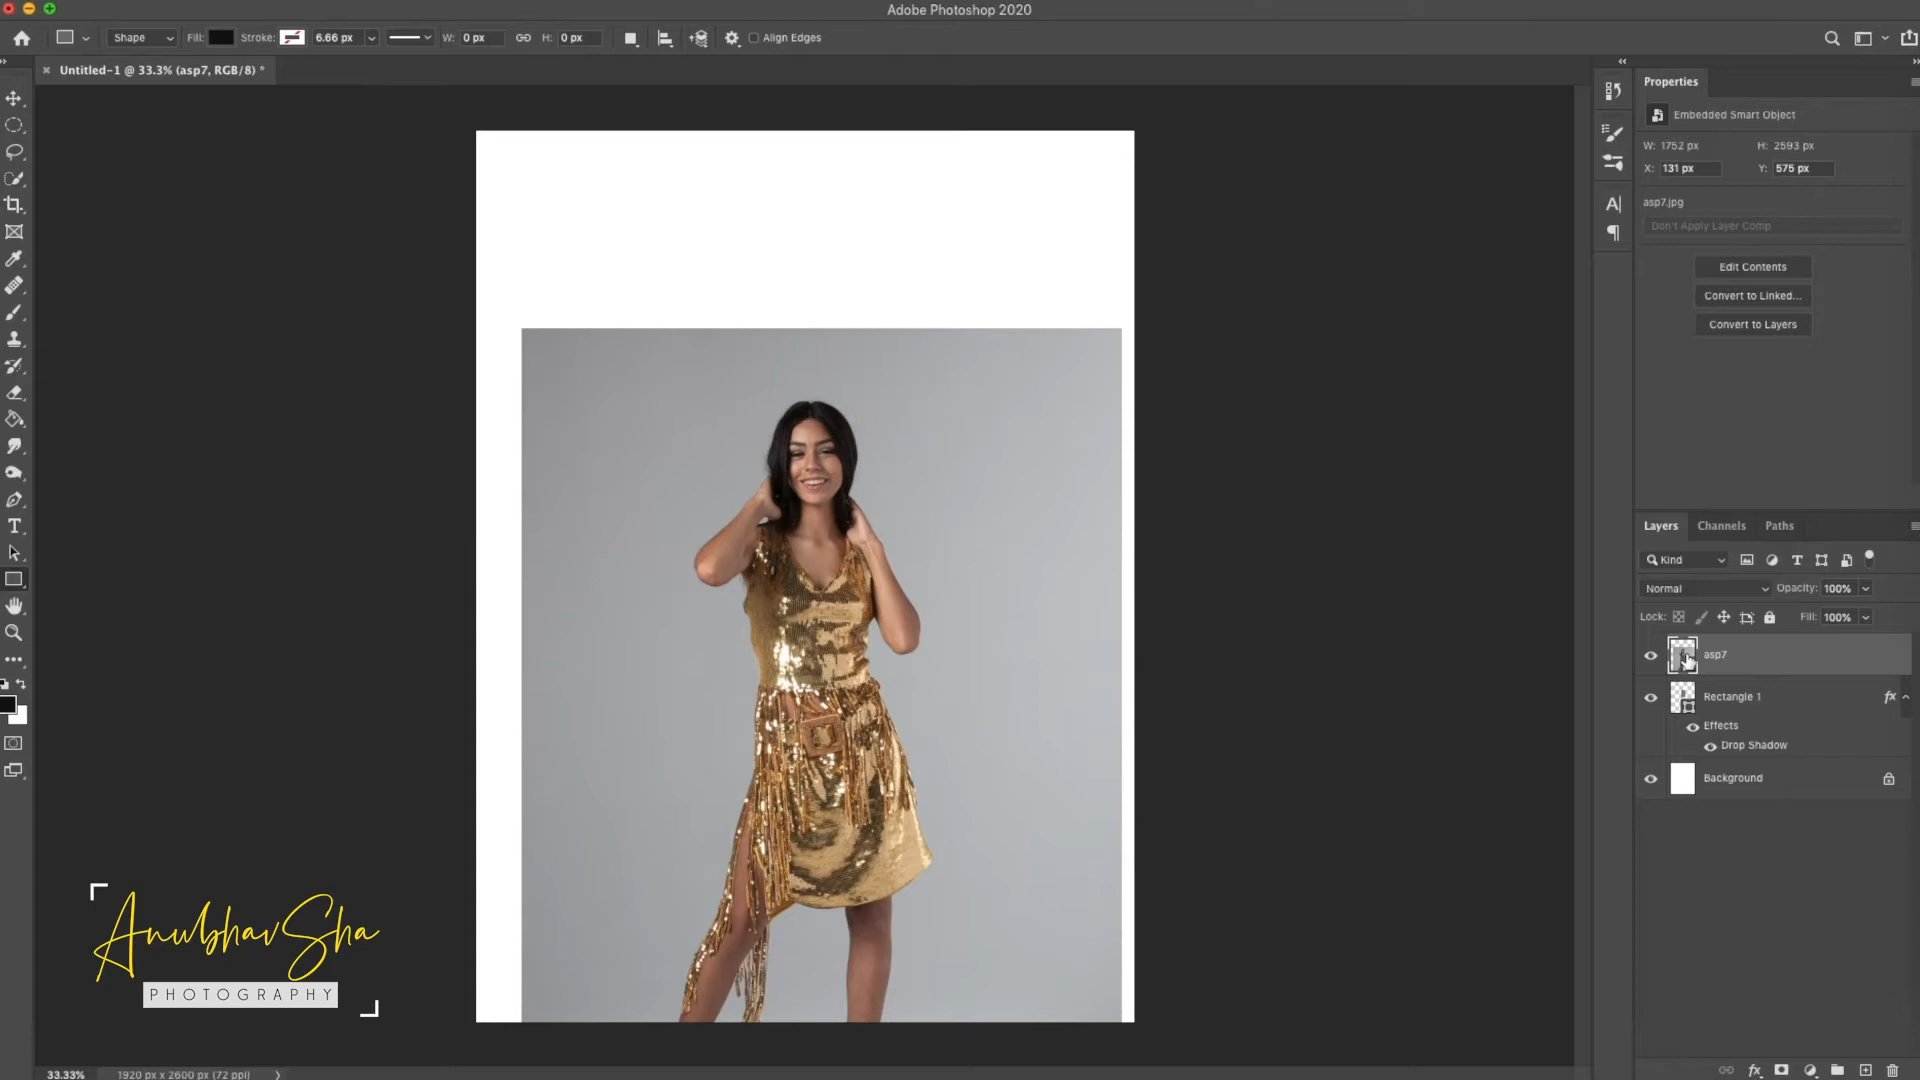 Adobe Photoshop 2020
Shape Fill: Stroke: 6.66 px W: 0 px H: 0 px Align Edges
× Untitled-1 @ 33.3% (asp7, RGB/8) *
Properties
Embedded Smart Object
W: 1752 px H: 2593 px
X: 131 px Y: 575 px
asp7.jpg
Don't Apply Layer Comp
Edit Contents
Convert to Linked...
Convert to Layers
Layers Channels Paths
Kind
Normal Opacity: 100%
Lock: Fill: 100%
asp7
Rectangle 1 fx
Effects
Drop Shadow
Background
AnubhavSha
PHOTOGRAPHY
33.33% 1920 px x 2600 px (72 ppi)